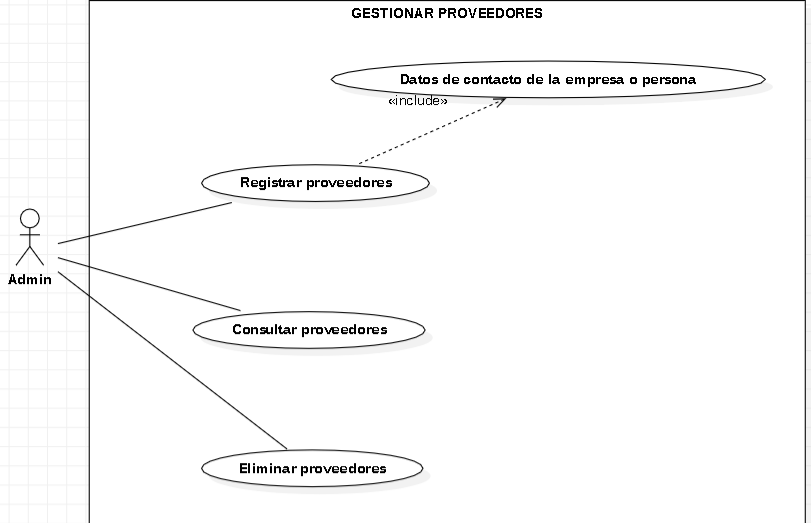 GESTIONAR PROVEEDORES
Datos de contacto de la empresa o persona
«include»
Registrar proveedores
Admin
Consultar proveedores
Eliminar proveedores